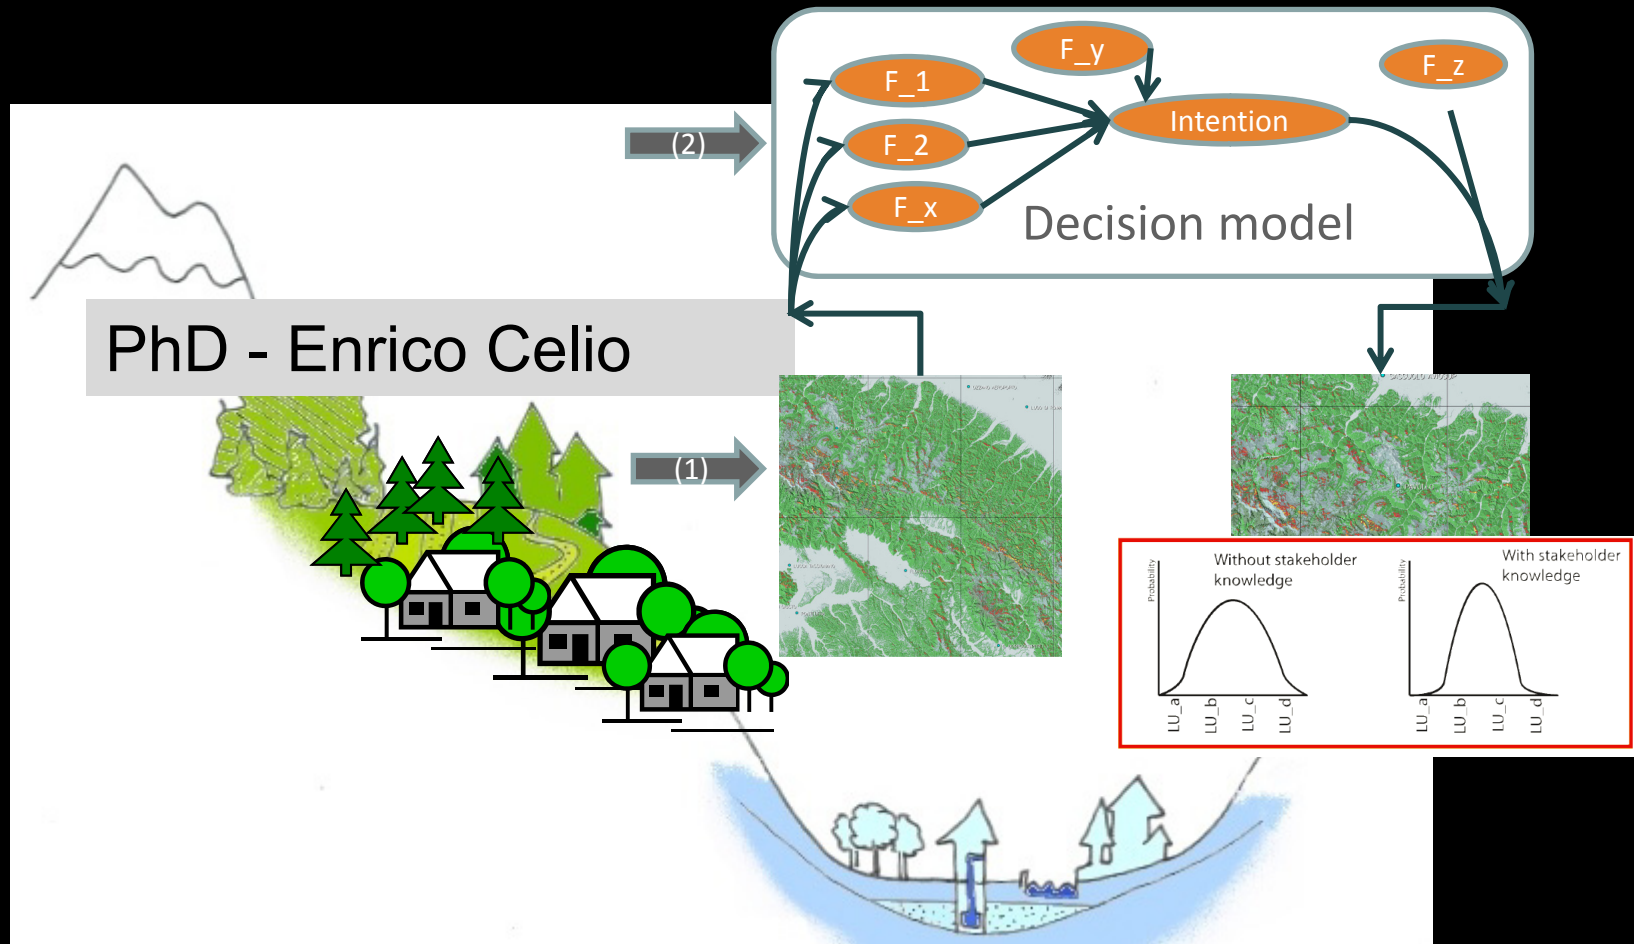 F_y
F_z
F_1
(2)
Intention
F_2
F_x
Decision model
PhD - Enrico Celio
(1)
Without stakeholder
knowledge
Probability
LU_a
LU_b
LU_c
LU_d
With stakeholder
knowledge
Probability
LU_a
LU_b
LU_c
LU_d